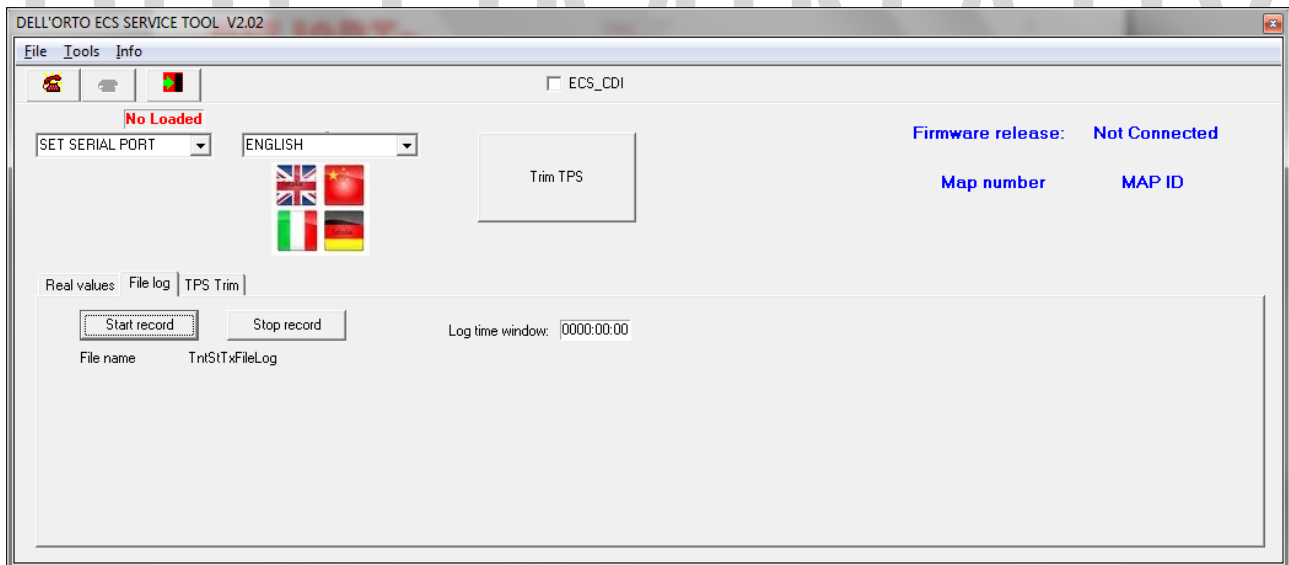 DELL'ORTO ECS SERVICE TOOL V2.02
File Tools Info
ECS_CDI
No Loaded
SET SERIAL PORT
ENGLISH
Trim TPS
Firmware release: Not Connected
Map number MAP ID
Real values File log TPS Trim
Start record Stop record Log time window: 0000:00:00
File name TntStTxFileLog